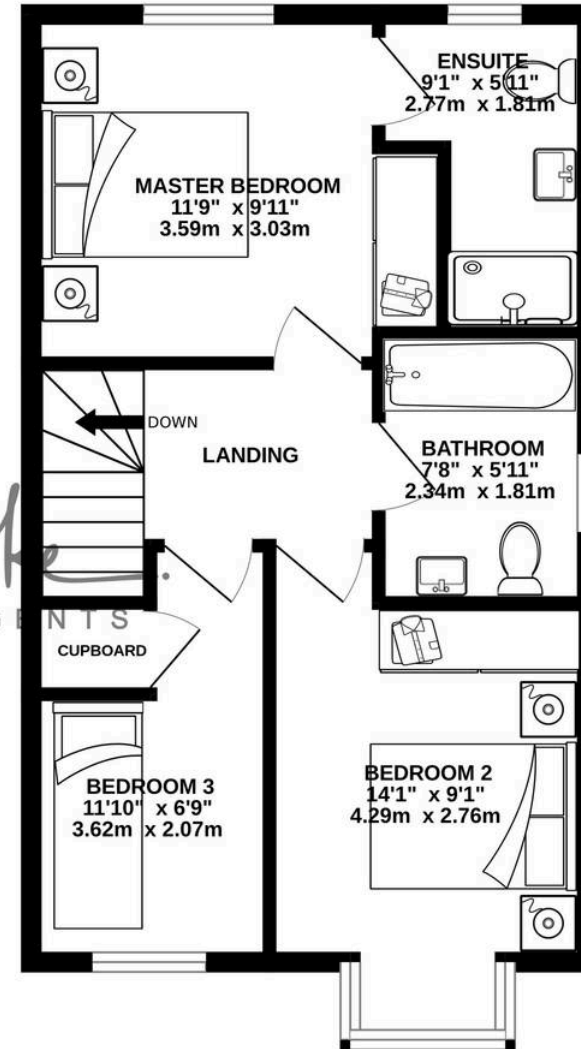 ENSUITE
9'1" x 5'11"
2.77m x 1.81m
MASTER BEDROOM
11'9" x 9'11"
3.59m x 3.03m
DOWN
LANDING
BATHROOM
7'8" x 5'11"
2.34m x 1.81m
GENTS
CUPBOARD
BEDROOM 3
11'10" x 6'9"
3.62m x 2.07m
BEDROOM 2
14'1" x 9'1"
4.29m x 2.76m